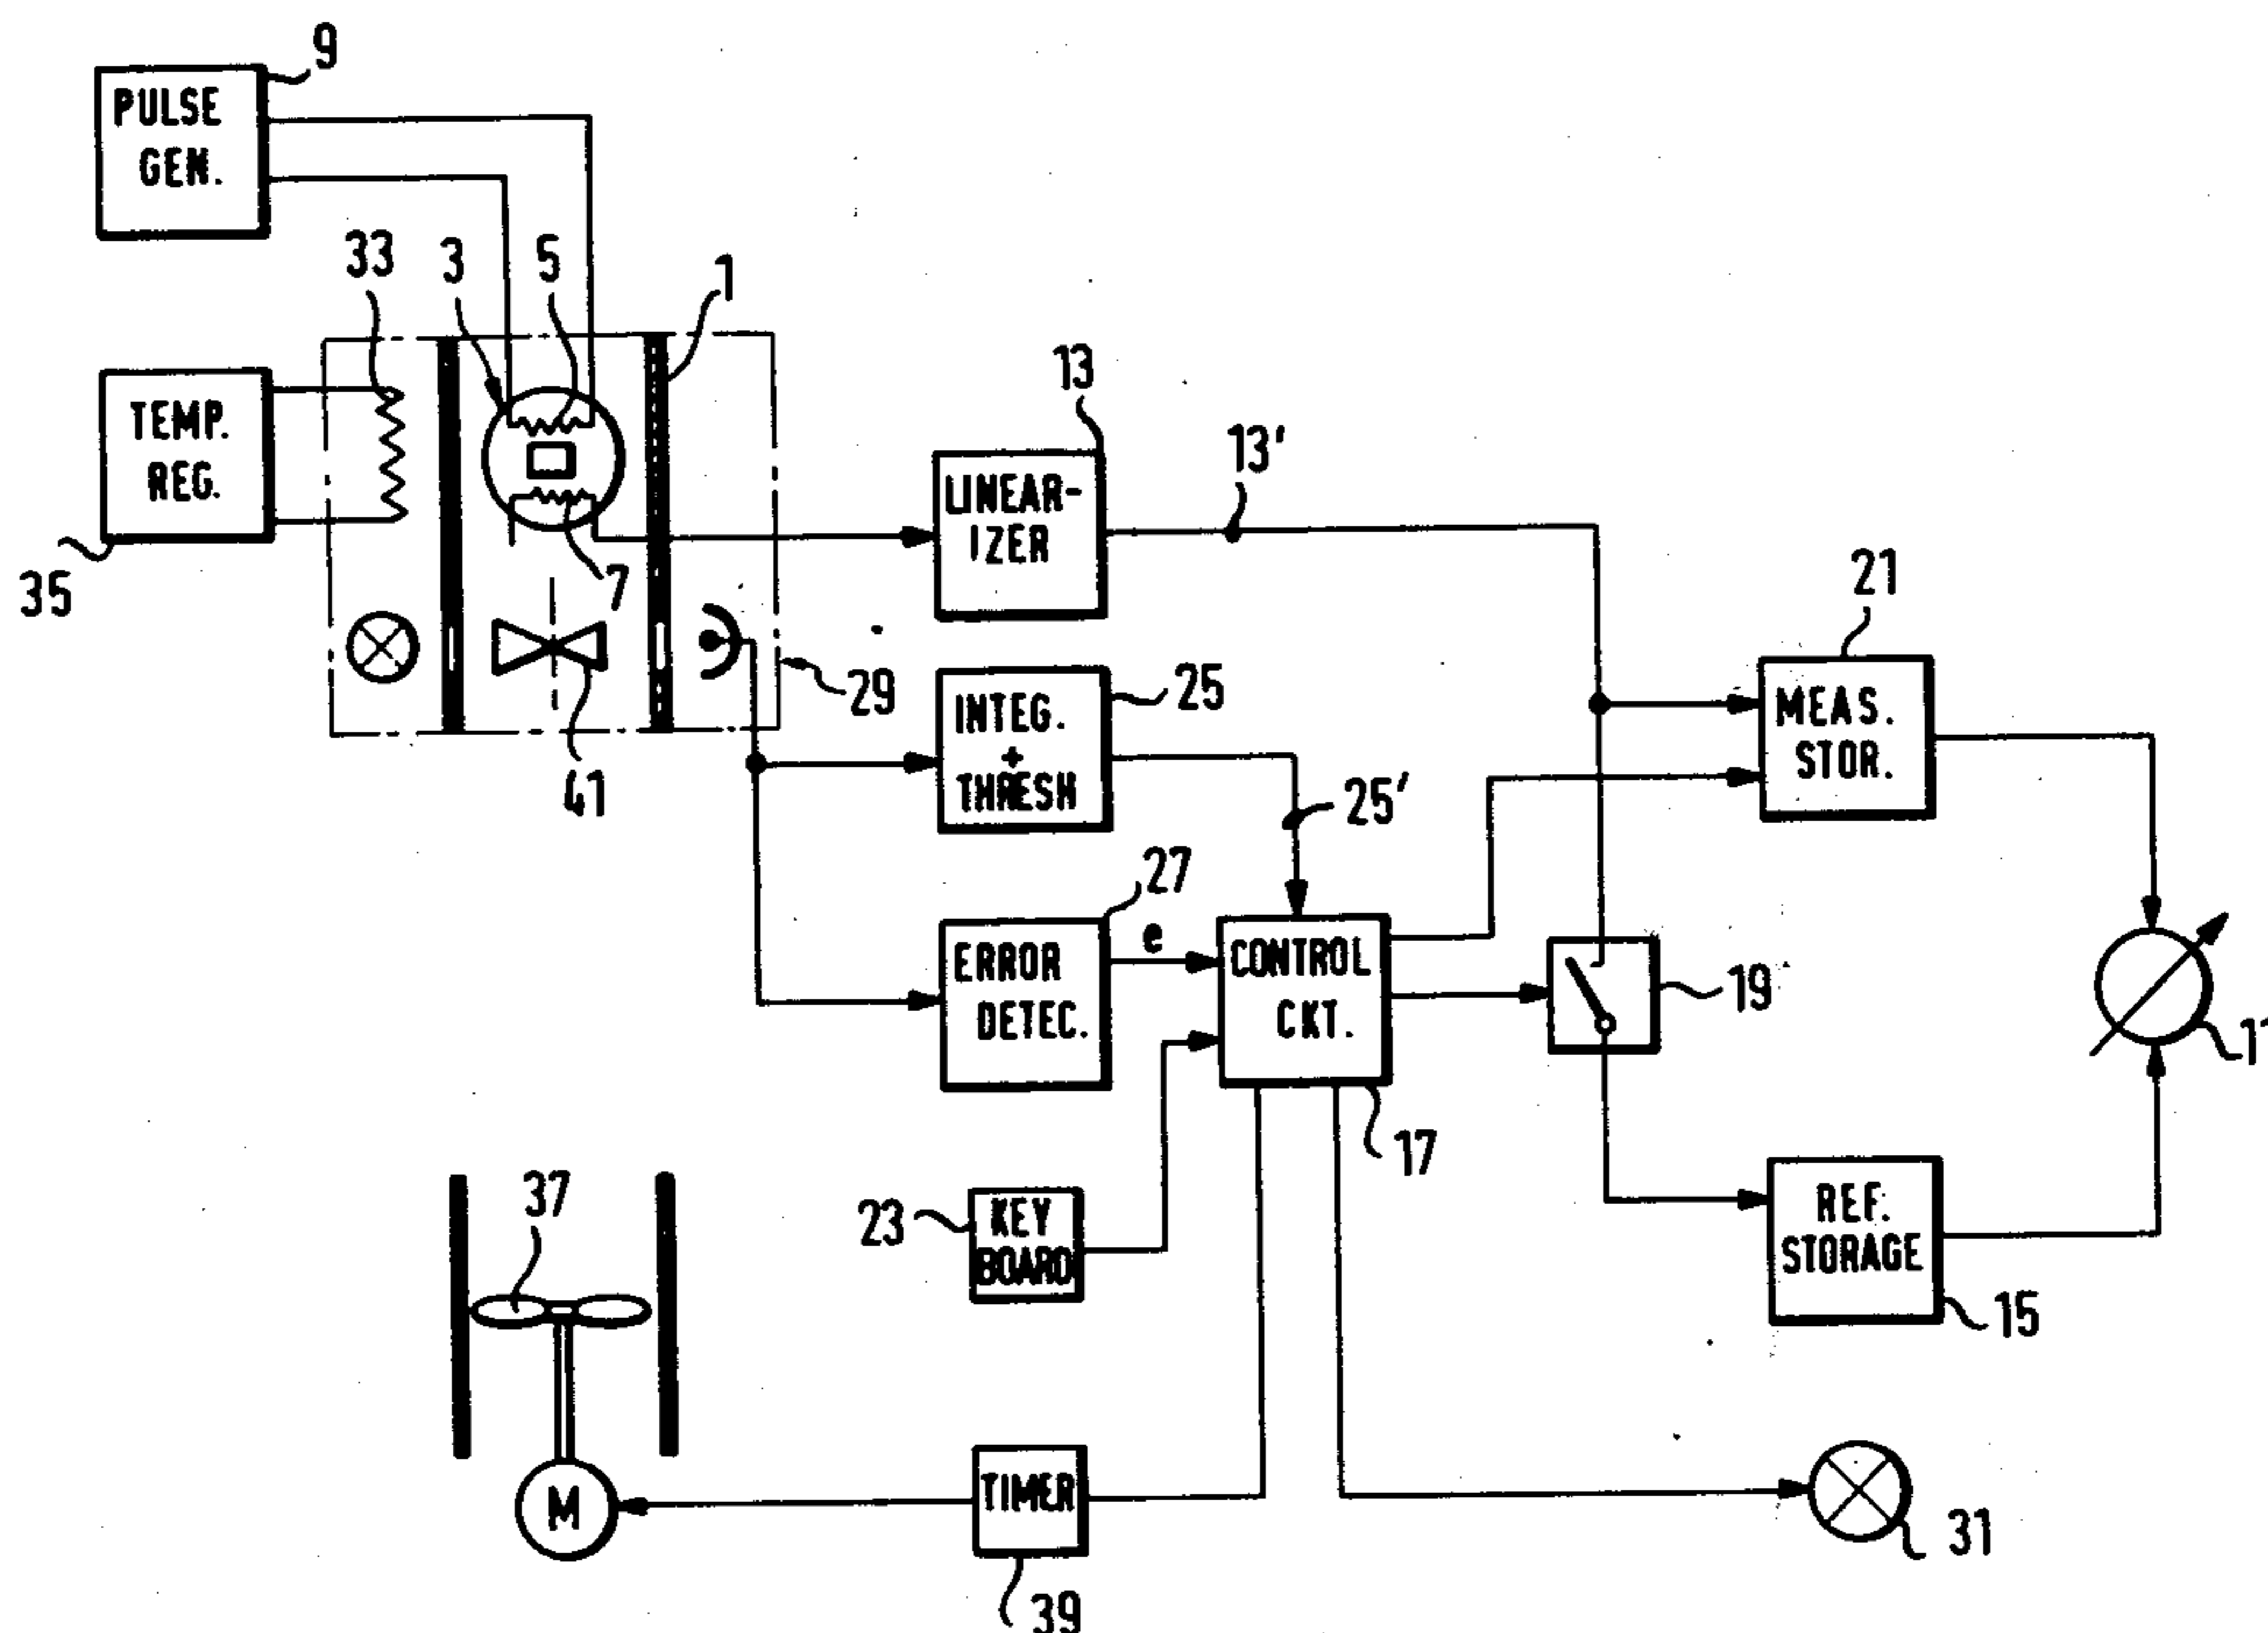 9
PULSE
GEN.
33
3
5
1
TEMP.
REG.
35
7
41
29
13
LINEAR-
IZER
13'
21
MEAS.
STOR.
INTEG.
+
THRESH
25
25'
27
ERROR
DETEC.
e
CONTROL
CKT.
17
19
23
KEY
BOARD
37
REF.
STORAGE
15
M
TIMER
39
31